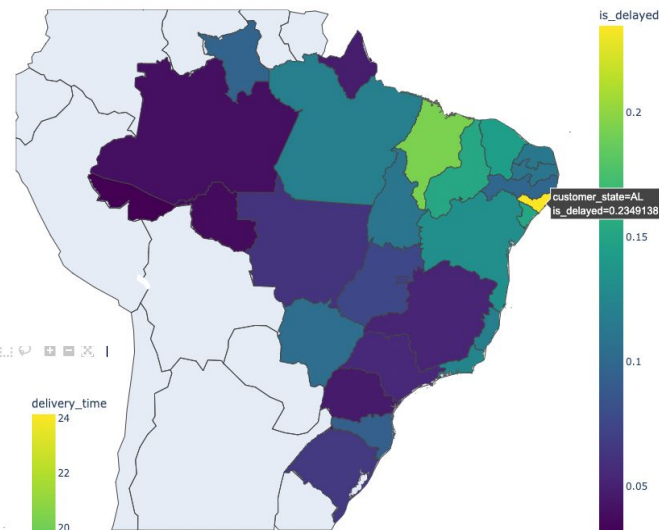 is_delayed
0.2
customer_state=AL
is_delayed=0.2349138
0.15
0.1
0.05
delivery_time
24
22
20